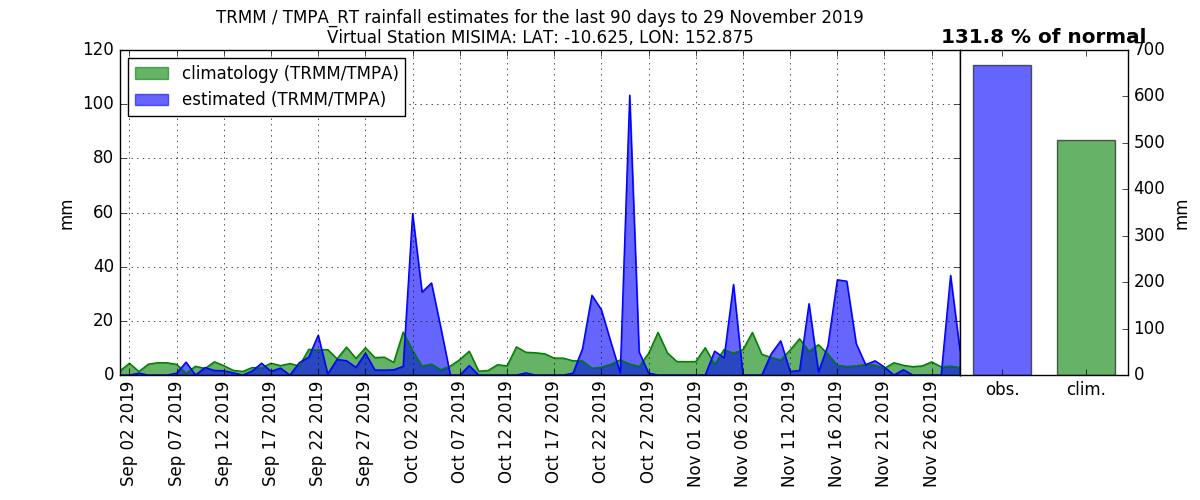 TRMM / TMPA_RT rainfall estimates for the last 90 days to 29 November 2019
Virtual Station MISIMA: LAT: -10.625, LON: 152.875
131.8 % of normal
climatology (TRMM/TMPA)
estimated (TRMM/TMPA)
120
100
80
60
40
20
0
mm
Sep 02 2019
Sep 07 2019
Sep 12 2019
Sep 17 2019
Sep 22 2019
Sep 27 2019
Oct 02 2019
Oct 07 2019
Oct 12 2019
Oct 17 2019
Oct 22 2019
Oct 27 2019
Nov 01 2019
Nov 06 2019
Nov 11 2019
Nov 16 2019
Nov 21 2019
Nov 26 2019
obs.
clim.
700
600
500
400
300
200
100
0
mm